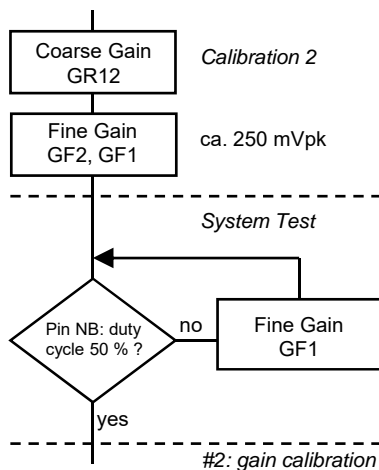 Coarse Gain
GR12
Calibration 2
Fine Gain
GF2, GF1
ca. 250 mVpk
System Test
Pin NB: duty
cycle 50 % ?
no
Fine Gain
GF1
yes
#2: gain calibration